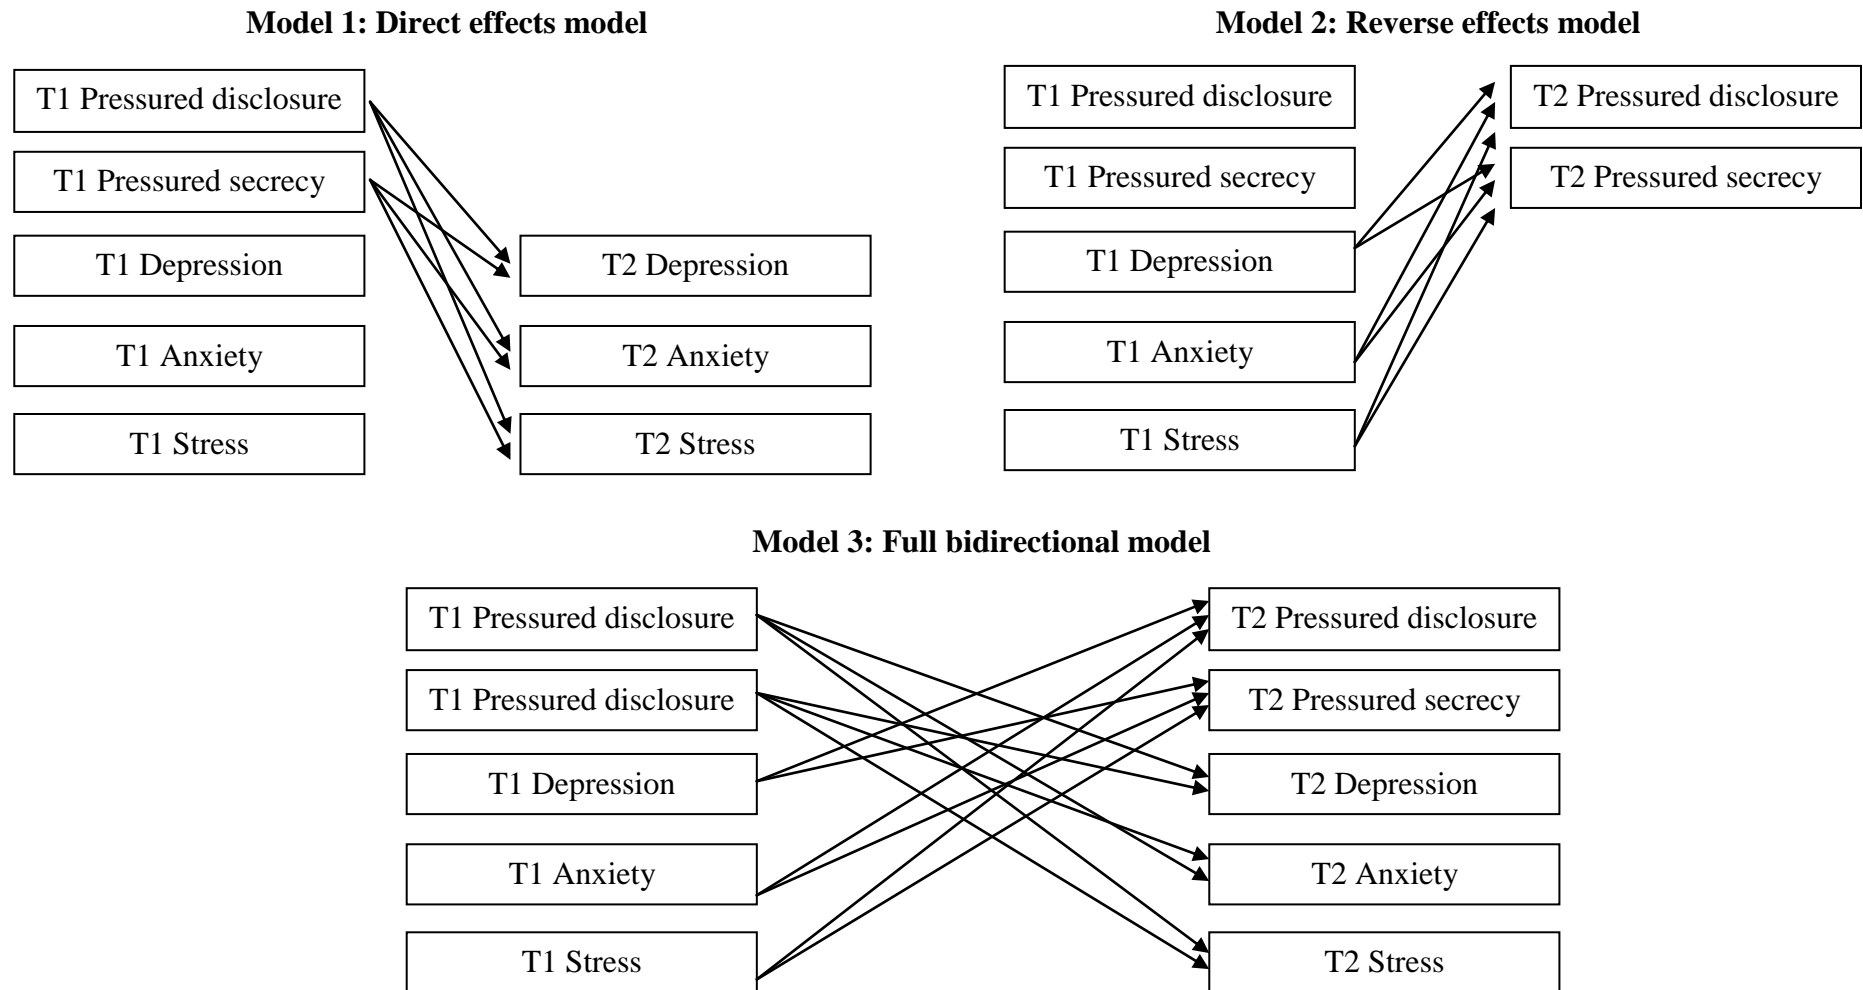 Model 1: Direct effects model
T1 Pressured disclosure
T1 Pressured secrecy
T1 Depression
T2 Depression
T1 Anxiety
T2 Anxiety
T1 Stress
T2 Stress
Model 2: Reverse effects model
T1 Pressured disclosure
T2 Pressured disclosure
T1 Pressured secrecy
T2 Pressured secrecy
T1 Depression
T1 Anxiety
T1 Stress
Model 3: Full bidirectional model
T1 Pressured disclosure
T2 Pressured disclosure
T1 Pressured disclosure
T2 Pressured secrecy
T1 Depression
T2 Depression
T1 Anxiety
T2 Anxiety
T1 Stress
T2 Stress